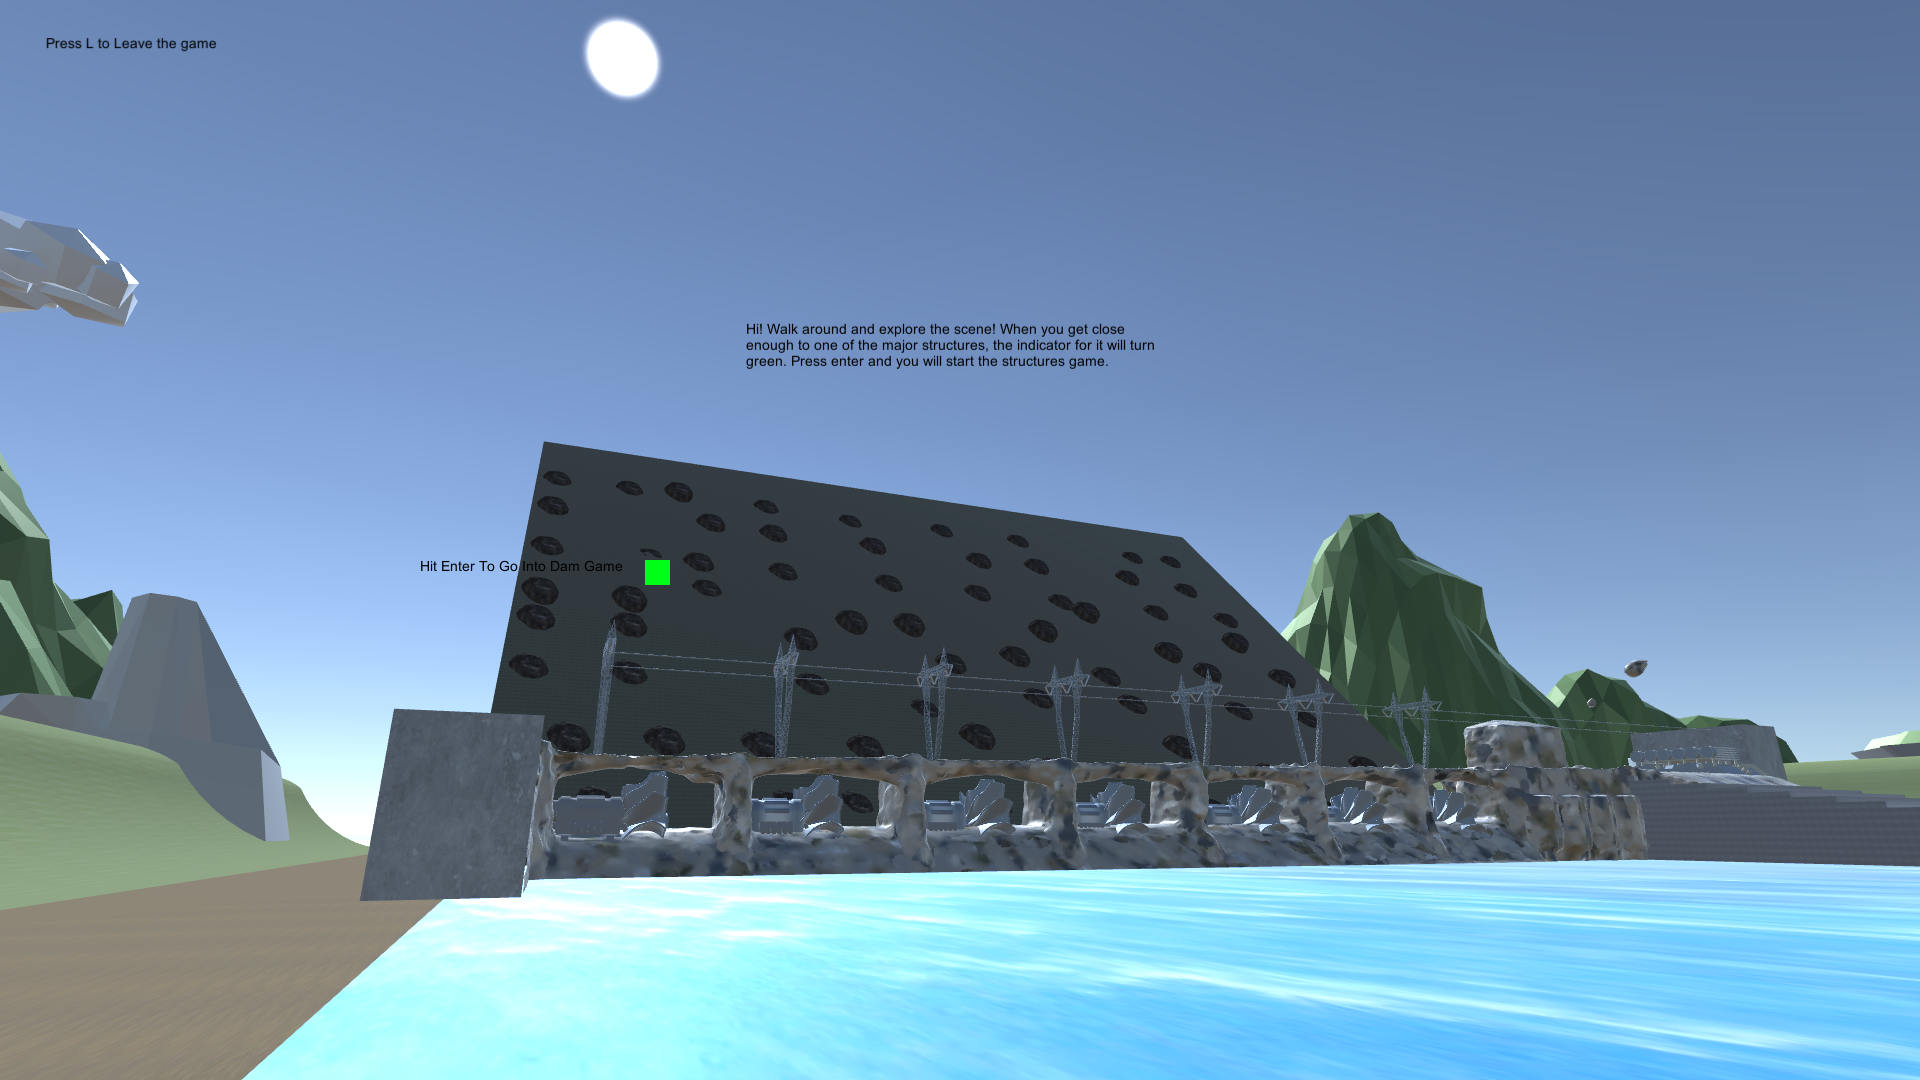 Press L to Leave the game
Hi! Walk around and explore the scene! When you get close
enough to one of the major structures, the indicator for it will turn
green. Press enter and you will start the structures game.
Hit Enter To Go Into Dam Game